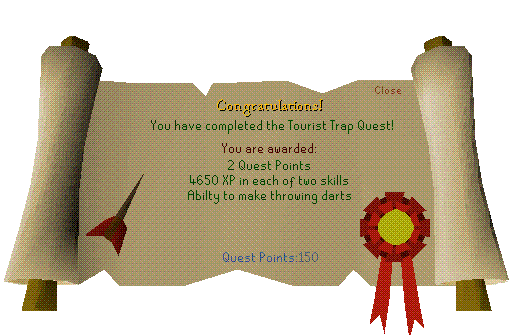 Close
Congratulations!
You have completed the Tourist Trap Quest!
You are awarded:
2 Quest Points
4650 XP in each of two skills
Abilty to make throwing darts
Quest Points:150